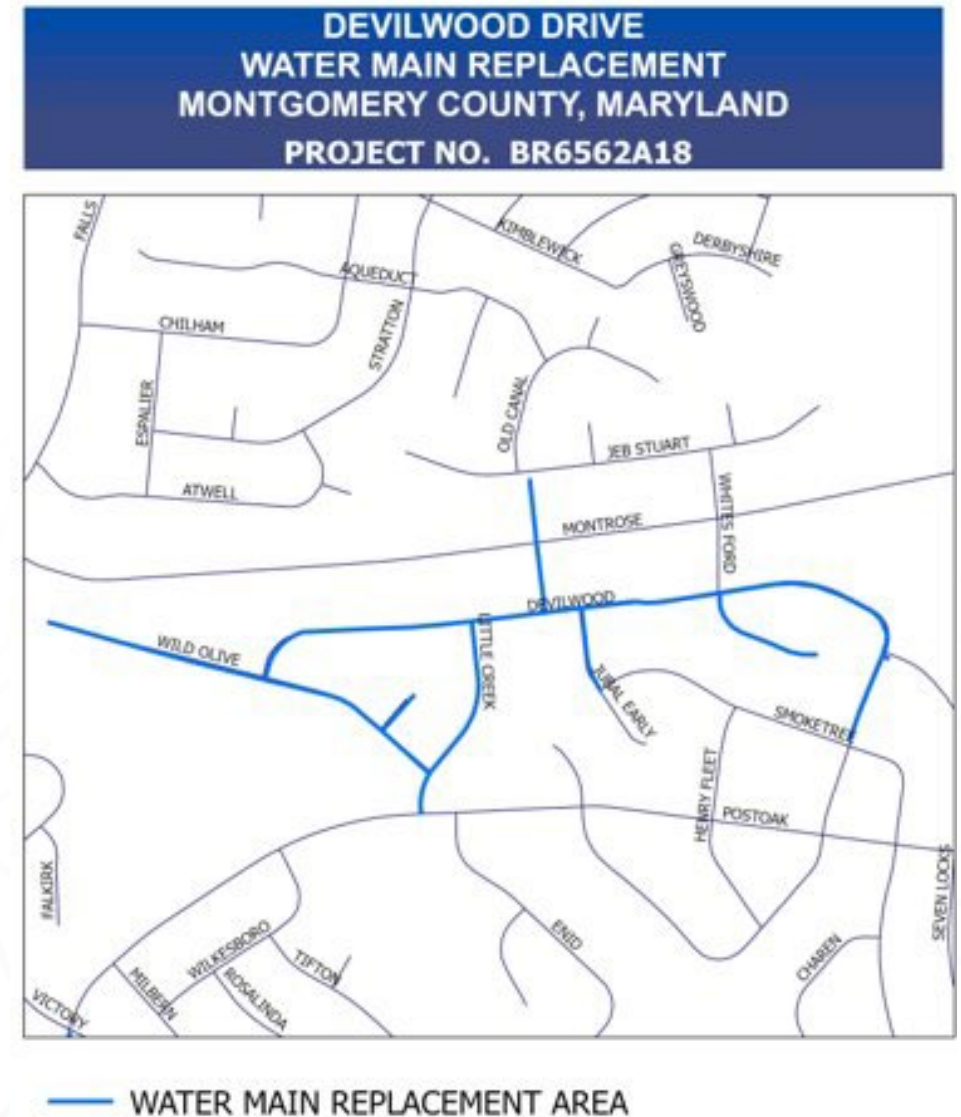 DEVILWOOD DRIVE
WATER MAIN REPLACEMENT
MONTGOMERY COUNTY, MARYLAND
PROJECT NO. BR6562A18
FALLS
KIMBLEWICK
DERBYSHIRE
GREYSWOOD
AQUEDUCT
CHILHAM
STRATTON
ESPALIER
OLD CANAL
JEB STUART
ATWELL
WHITES FORD
MONTROSE
DEVILWOOD
WILD OLIVE
LITTLE CREEK
JUBAL EARLY
SMOKETREE
HENRY FLEET
POSTOAK
FALKIRK
SEVEN LOCKS
WILKESBORO
ENID
TIFTON
CHAREN
MILBERN
ROSALINDA
VICTORY
WATER MAIN REPLACEMENT AREA